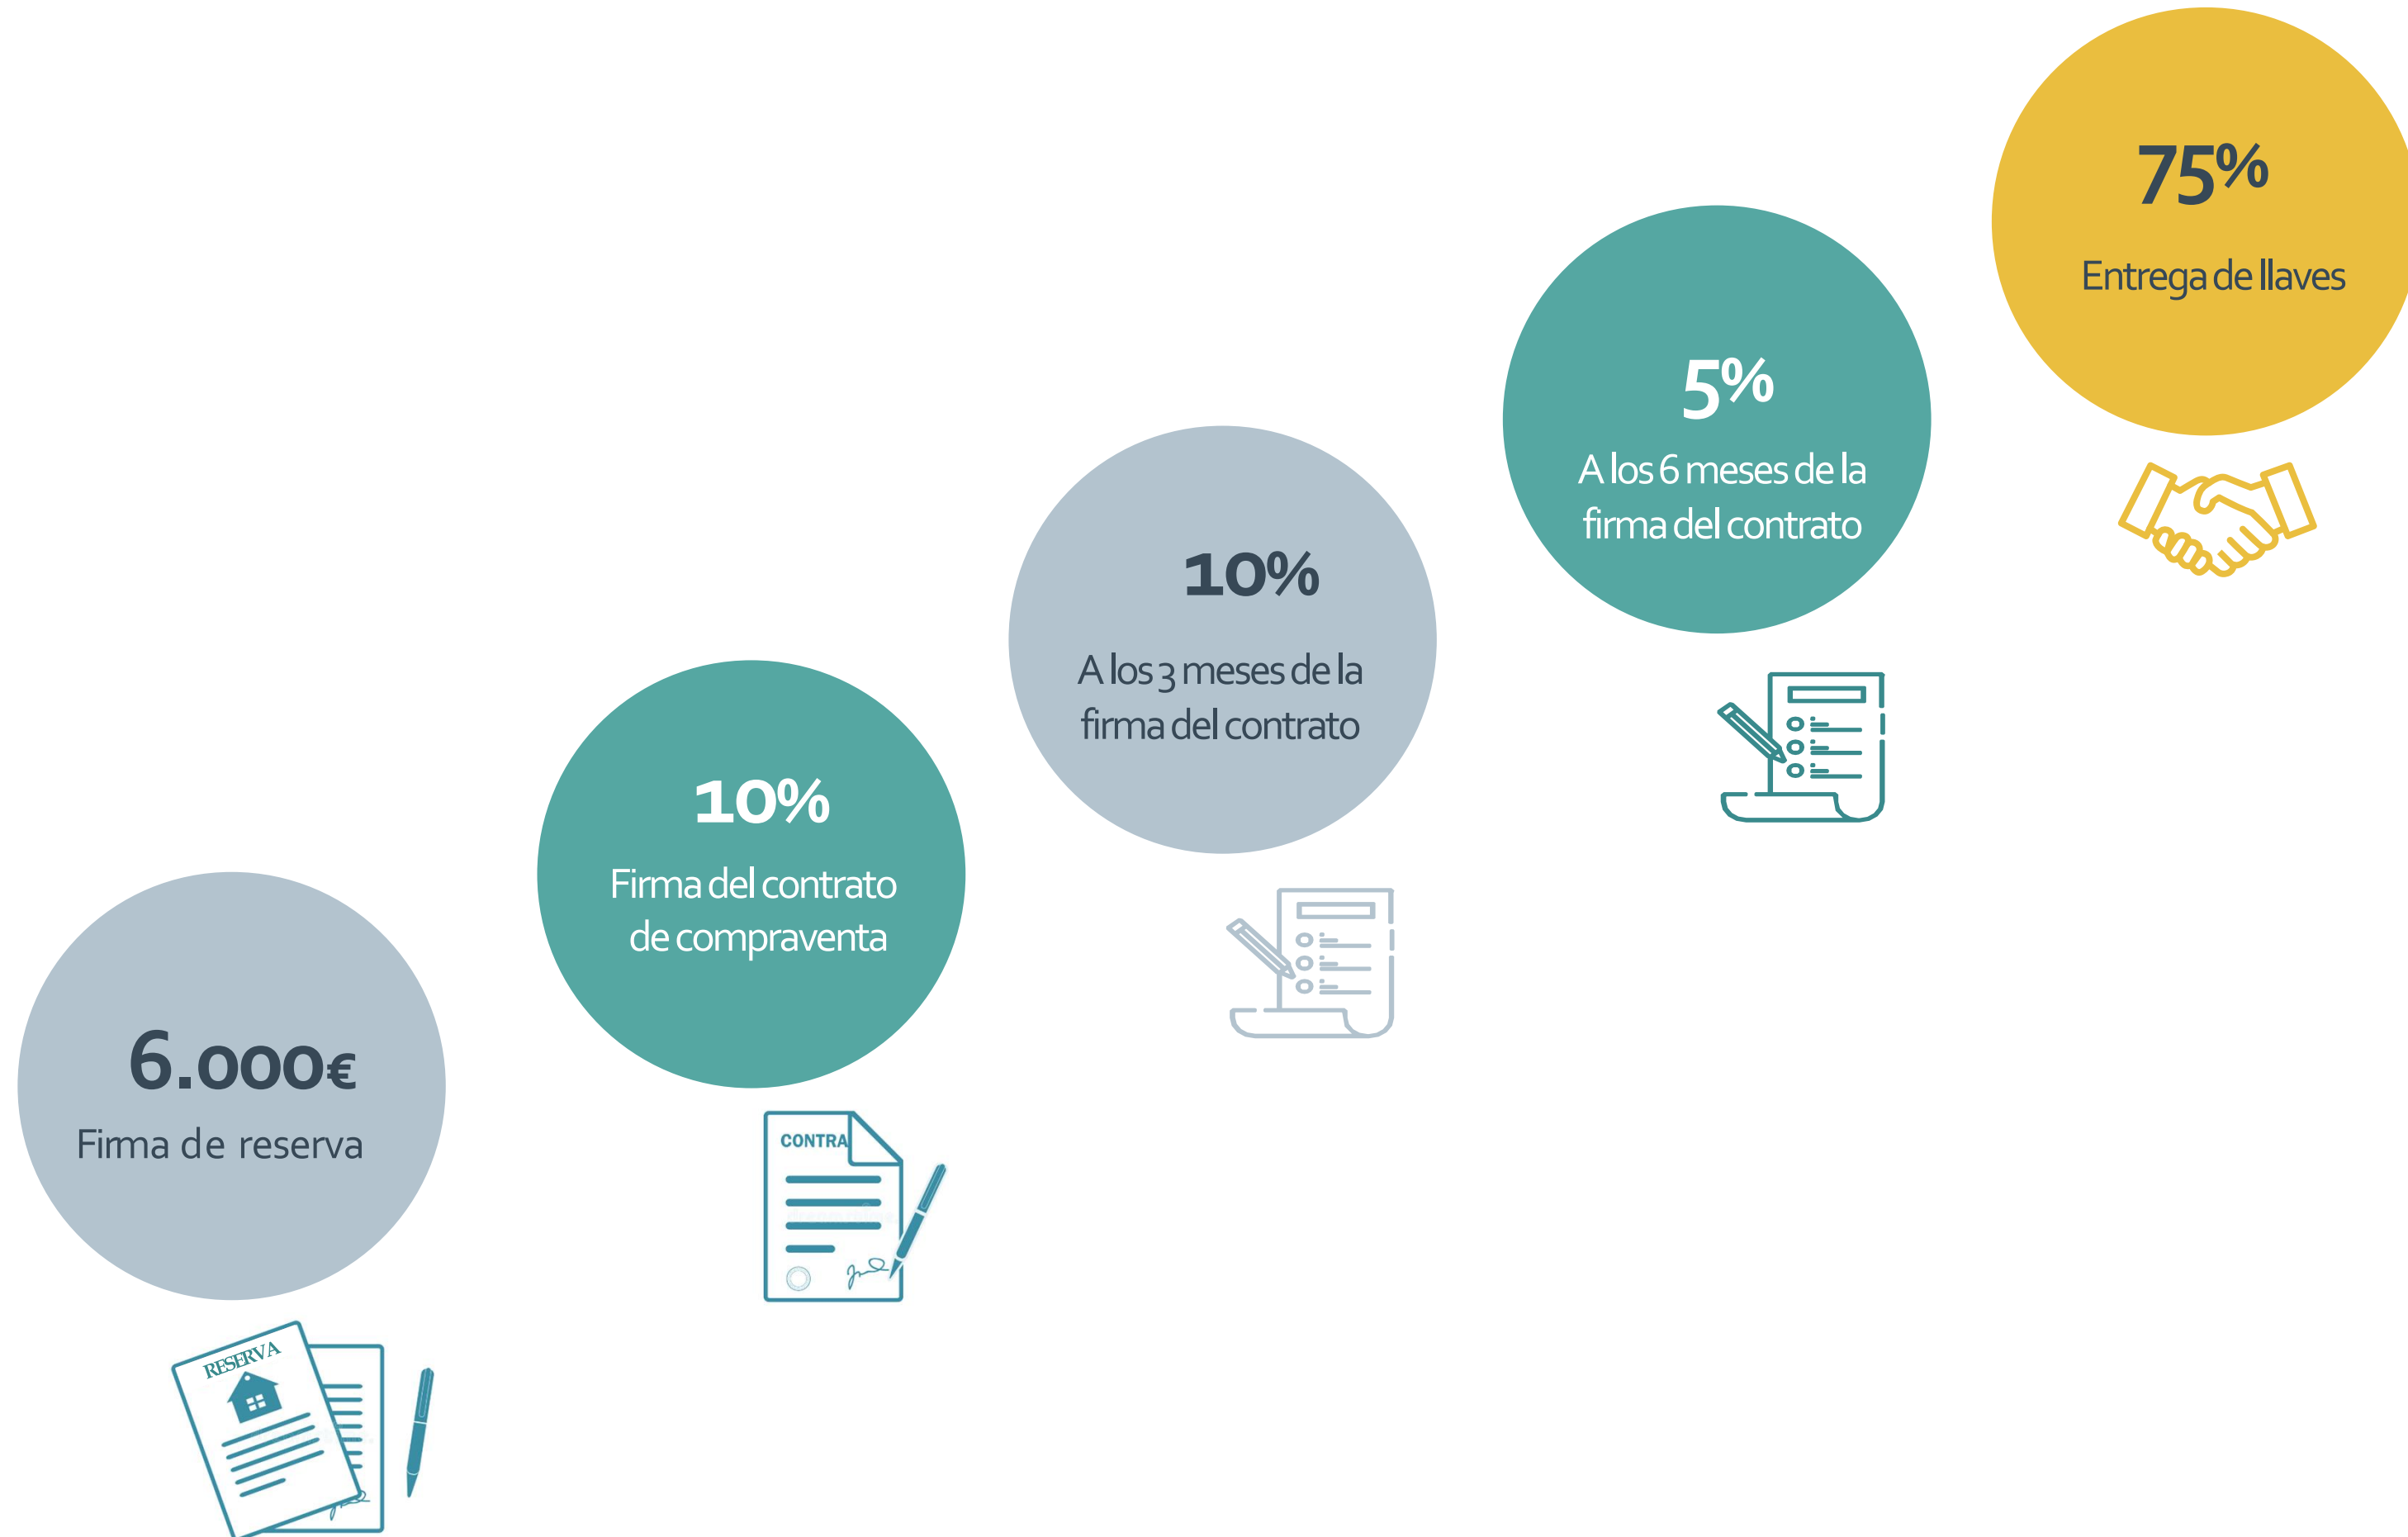 6.000€
Firma de reserva
RESERVA
10%
Firma del contrato
de compraventa
CONTRA
10%
A los 3 meses de la
firma del contrato
5%
A los 6 meses de la
firma del contrato
75%
Entrega de llaves